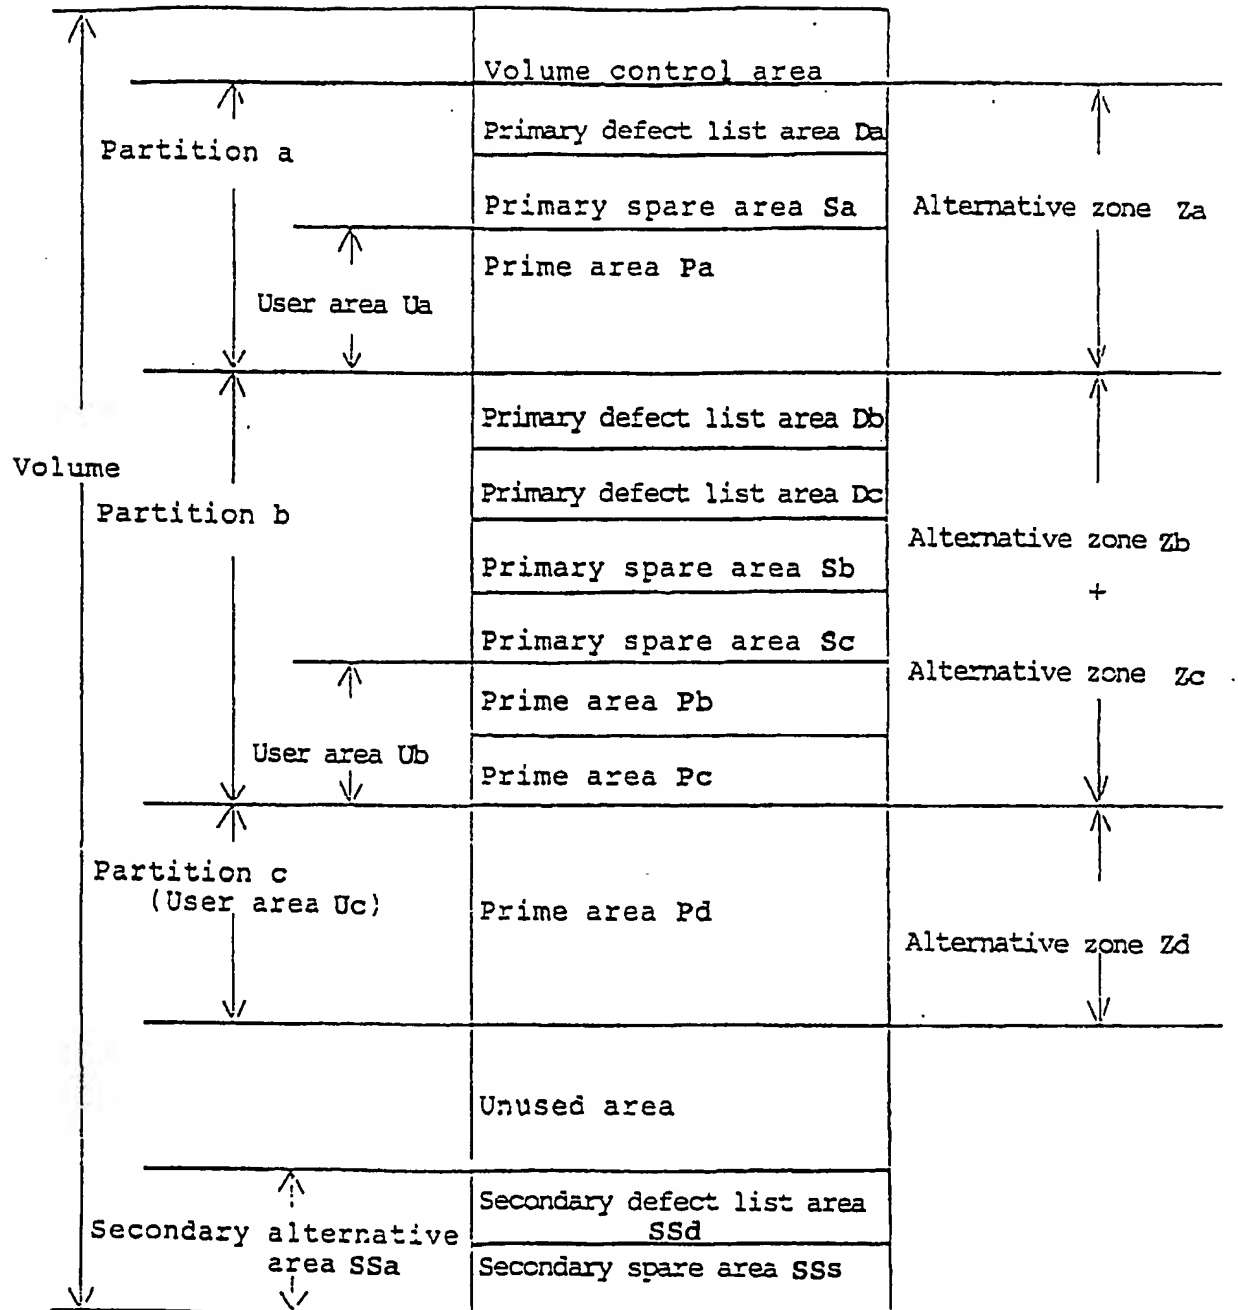 Volume control area
Primary defect list area Da
Partition a
Primary spare area Sa
Alternative zone Za
Prime area Pa
User area Ua
Primary defect list area Db
Volume
Primary defect list area Dc
Partition b
Alternative zone Zb
Primary spare area Sb
+
Primary spare area Sc
Alternative zone Zc
Prime area Pb
User area Ub
Prime area Pc
Partition c
(User area Uc)
Prime area Pd
Alternative zone Zd
Unused area
Secondary defect list area
SSd
Secondary alternative
area SSa
Secondary spare area SSs